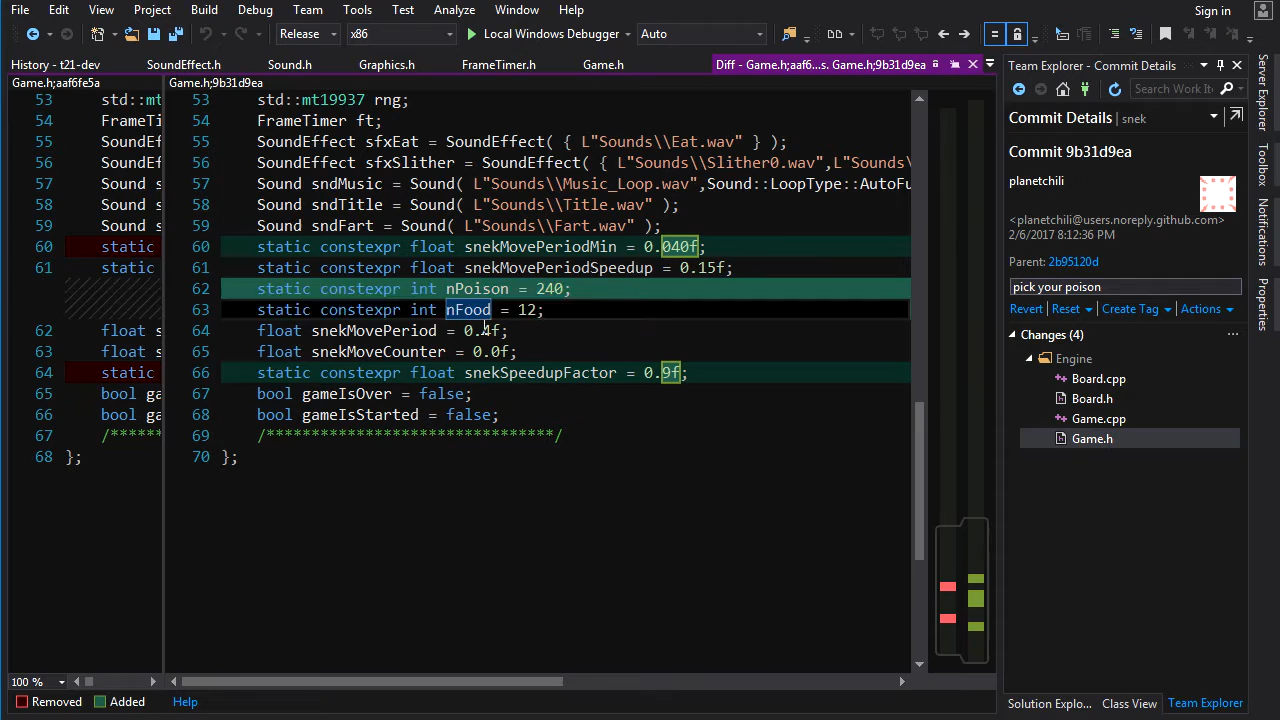 File Edit View Project Build Debug Team Tools Test Analyze Window Help Sign in
Release x86 Local Windows Debugger Auto
History - t21-dev SoundEffect.h Sound.h Graphics.h FrameTimer.h Game.h Diff - Game.h;aaf6...s. Game.h;9b31d9ea
Game.h;aaf6fe5a
53 std::mt
54 FrameTi
55 SoundEf
56 SoundEf
57 Sound s
58 Sound s
59 Sound s
60 static
61 static
62 float s
63 float s
64 static
65 bool ga
66 bool ga
67 /*******
68 };
Game.h;9b31d9ea
53 std::mt19937 rng;
54 FrameTimer ft;
55 SoundEffect sfxEat = SoundEffect( { L"Sounds\\Eat.wav" } );
56 SoundEffect sfxSlither = SoundEffect( { L"Sounds\\Slither0.wav",L"Sounds
57 Sound sndMusic = Sound( L"Sounds\\Music_Loop.wav",Sound::LoopType::AutoFu
58 Sound sndTitle = Sound( L"Sounds\\Title.wav" );
59 Sound sndFart = Sound( L"Sounds\\Fart.wav" );
60 static constexpr float snekMovePeriodMin = 0.040f;
61 static constexpr float snekMovePeriodSpeedup = 0.15f;
62 static constexpr int nPoison = 240;
63 static constexpr int nFood = 12;
64 float snekMovePeriod = 0.4f;
65 float snekMoveCounter = 0.0f;
66 static constexpr float snekSpeedupFactor = 0.9f;
67 bool gameIsOver = false;
68 bool gameIsStarted = false;
69 /********************************/
70 };
100 %
Removed Added Help
Team Explorer - Commit Details
Search Work It
Commit Details | snek
Commit 9b31d9ea
planetchili
<planetchili@users.noreply.github.com>
2/6/2017 8:12:36 PM
Parent: 2b95120d
pick your poison
Revert Reset Create Tag Actions
Changes (4)
Engine
Board.cpp
Board.h
Game.cpp
Game.h
Solution Explo... Class View Team Explorer
Server Explorer
Toolbox
Properties